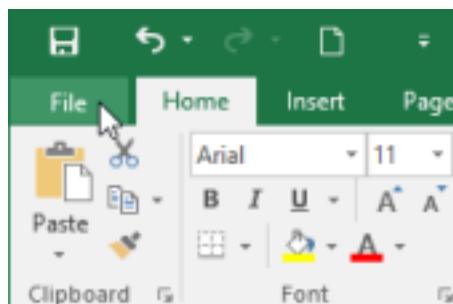 File Home Insert Page
Arial 11
B I U A A
Paste A
Clipboard Font